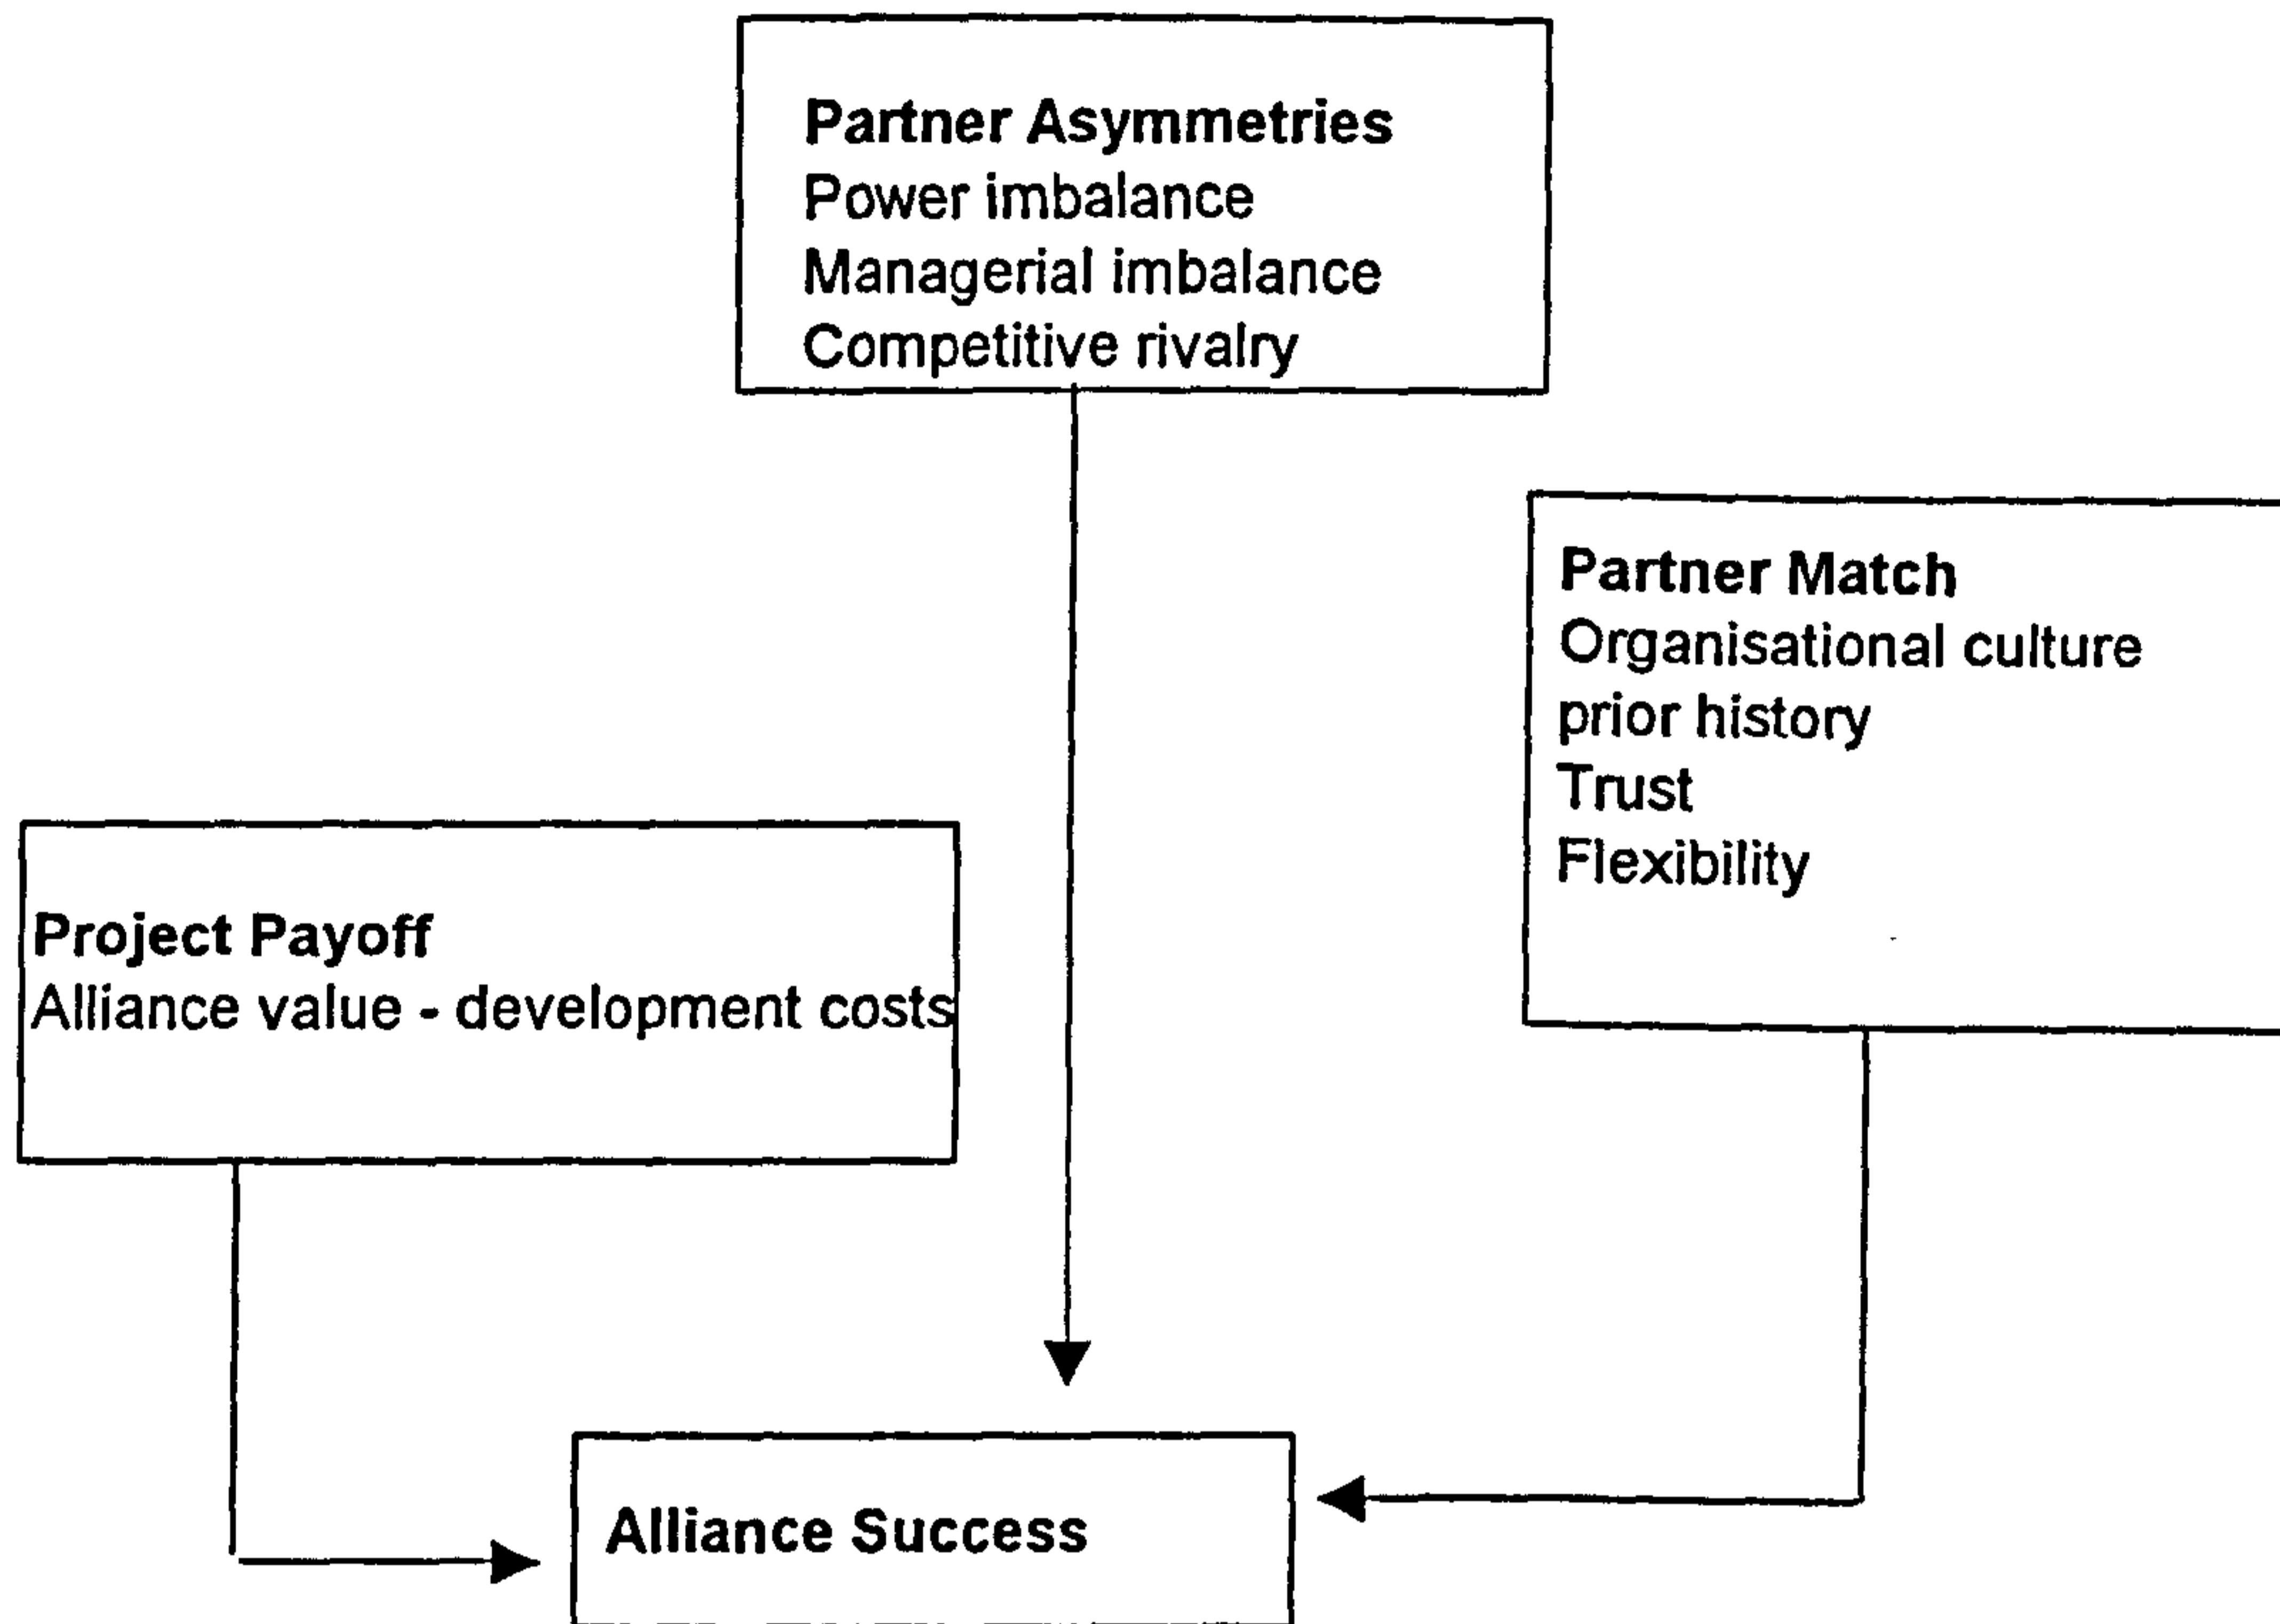 Partner Asymmetries
Power imbalance
Managerial imbalance
Competitive rivalry
Partner Match
Organisational culture
prior history
Trust
Flexibility
Project Payoff
Alliance value - development costs
Alliance Success